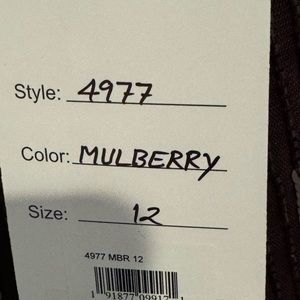 Style: 4977
Color: MULBERRY
Size: 12
4977 MBR 12